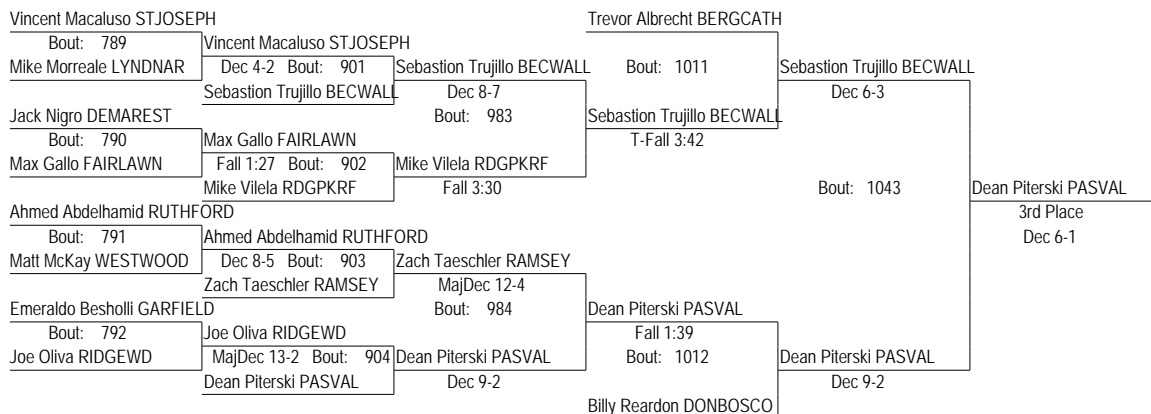 Vincent Macaluso STJOSEPH
Trevor Albrecht BERGCATH
Bout: 789
Vincent Macaluso STJOSEPH
Mike Morreale LYNDNAR
Dec 4-2 Bout: 901
Sebastion Trujillo BECWALL
Bout: 1011
Sebastion Trujillo BECWALL
Sebastion Trujillo BECWALL
Dec 8-7
Dec 6-3
Jack Nigro DEMAREST
Bout: 983
Sebastion Trujillo BECWALL
Bout: 790
Max Gallo FAIRLAWN
T-Fall 3:42
Max Gallo FAIRLAWN
Fall 1:27 Bout: 902
Mike Vilela RDGPKRF
Mike Vilela RDGPKRF
Fall 3:30
Bout: 1043
Dean Piterski PASVAL
Ahmed Abdelhamid RUTHFORD
3rd Place
Bout: 791
Ahmed Abdelhamid RUTHFORD
Dec 6-1
Matt McKay WESTWOOD
Dec 8-5 Bout: 903
Zach Taeschler RAMSEY
Zach Taeschler RAMSEY
MajDec 12-4
Emeraldo Besholli GARFIELD
Bout: 984
Dean Piterski PASVAL
Bout: 792
Joe Oliva RIDGEWD
Fall 1:39
Joe Oliva RIDGEWD
MajDec 13-2 Bout: 904
Dean Piterski PASVAL
Bout: 1012
Dean Piterski PASVAL
Dean Piterski PASVAL
Dec 9-2
Dec 9-2
Billy Reardon DONBOSCO